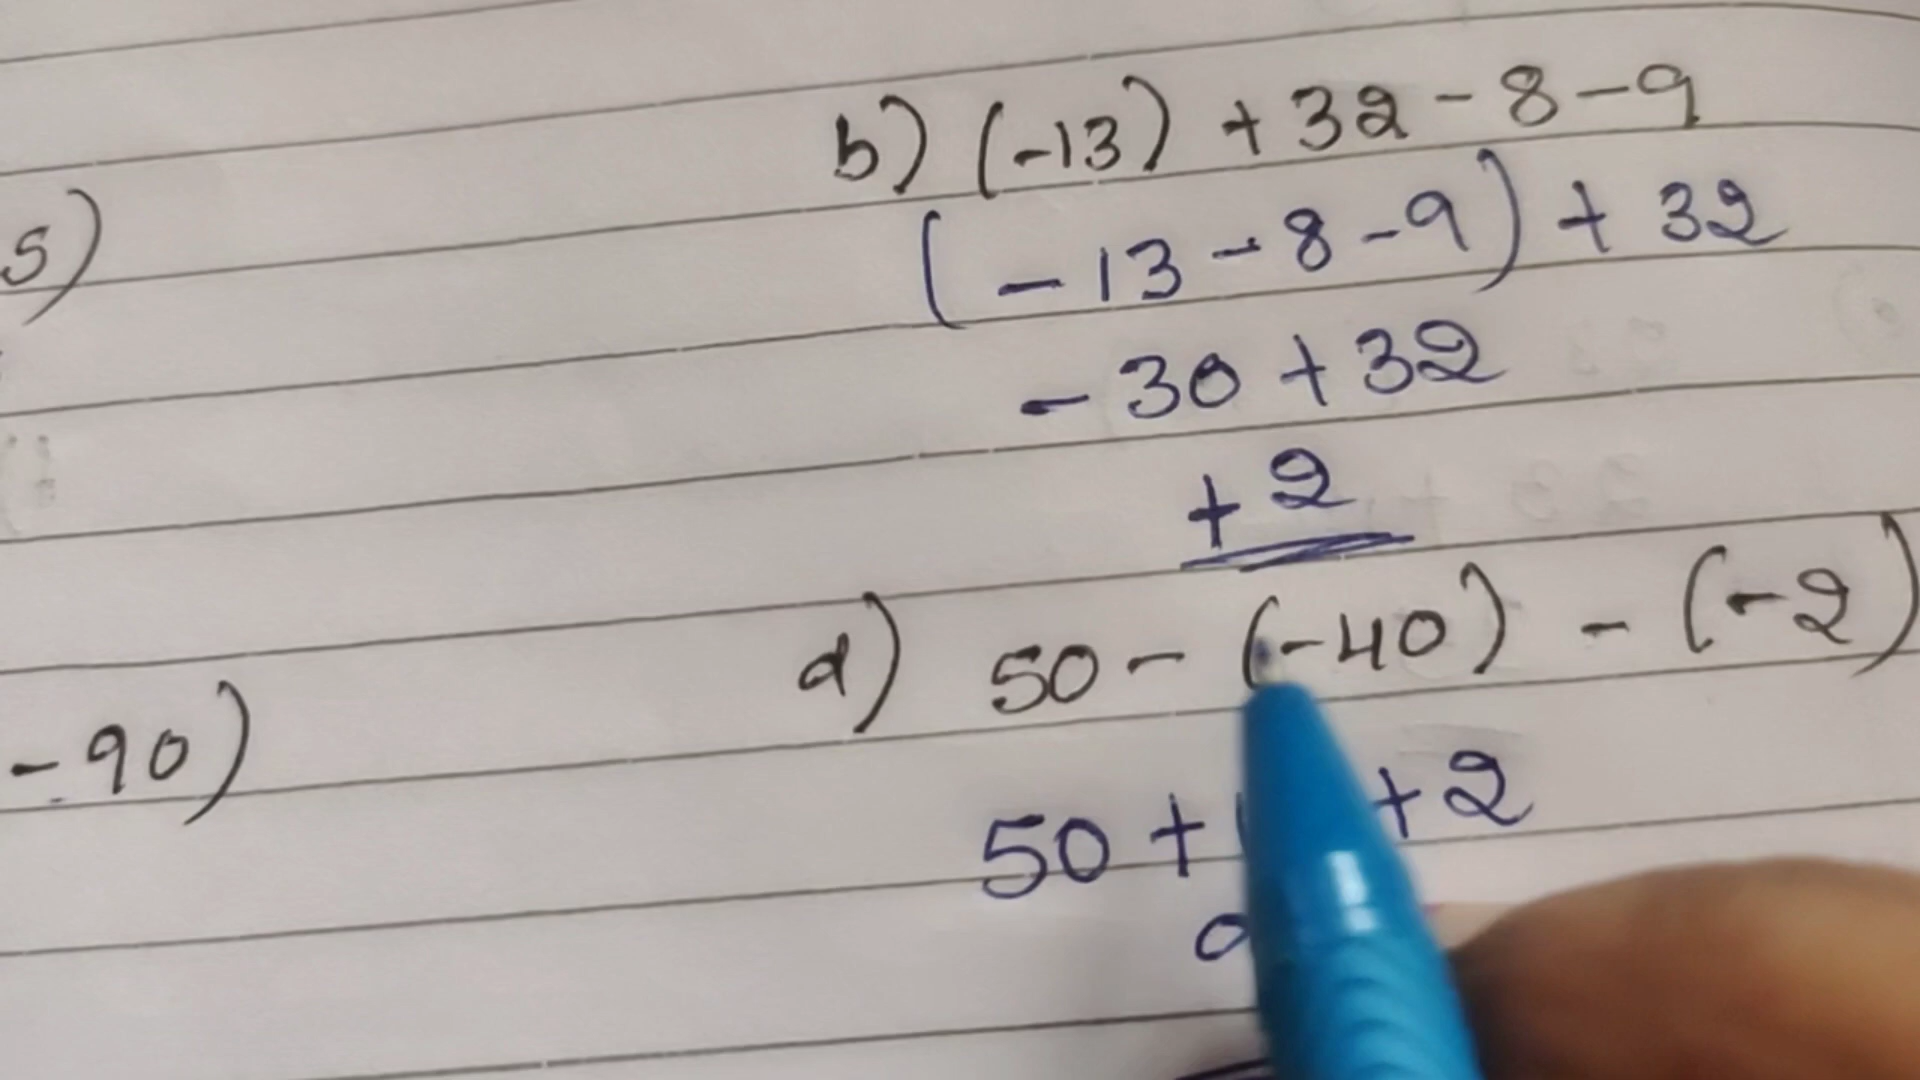 b) (-13) + 32 - 8 - 9
(-13 - 8 - 9) + 32
5)
- 30 + 32
+ 2
d) 50 - (-40) - (-2)
- 90)
50 + + 2